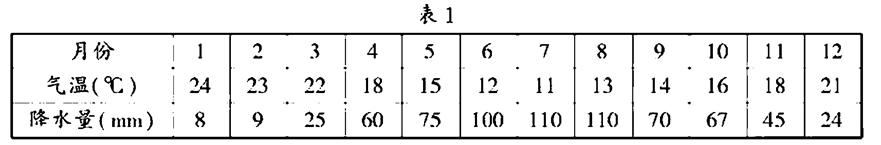 表1
月份 1 2 3 4 5 6 7 8 9 10 11 12
气温(℃) 24 23 22 18 15 12 11 13 14 16 18 21
降水量(mm) 8 9 25 60 75 100 110 110 70 67 45 24